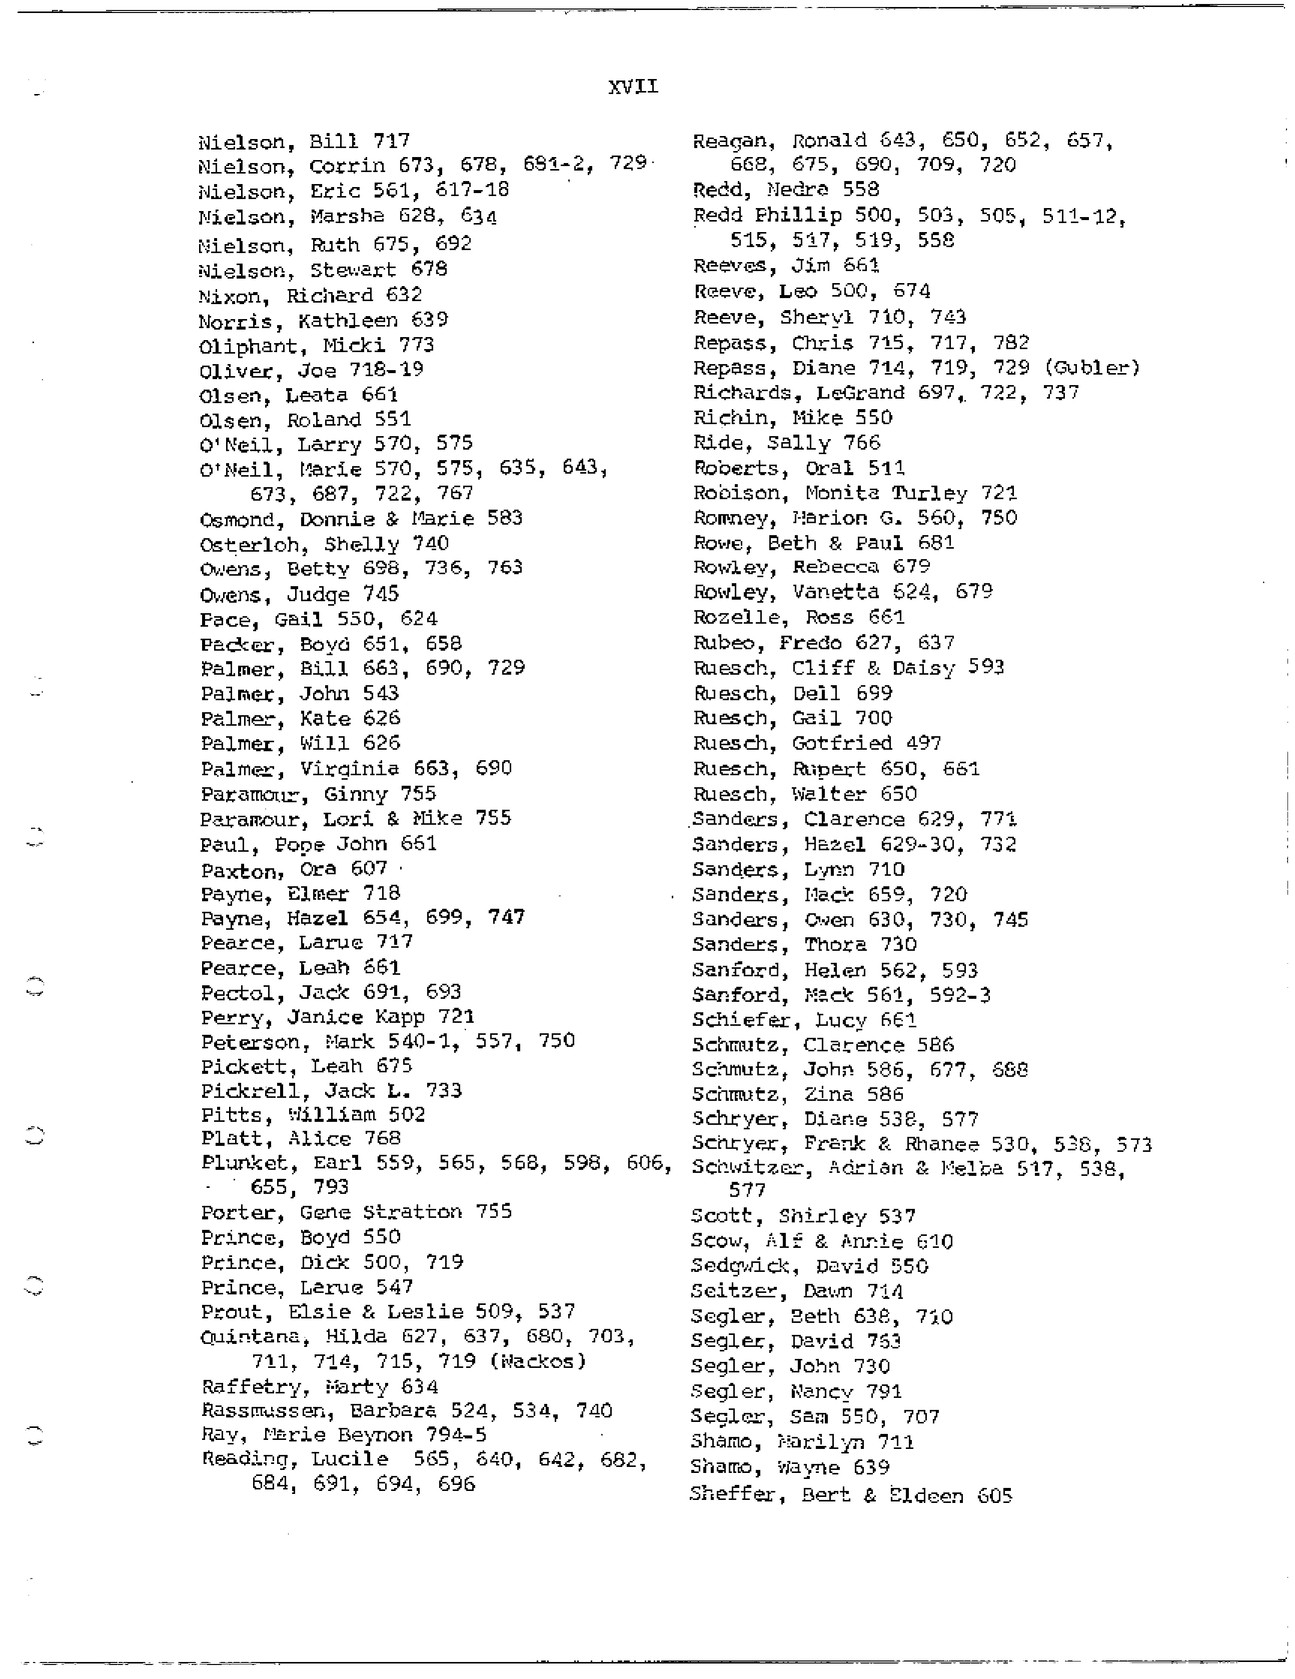 XVII
Nielson, Bill 717
Nielson, Corrin 673, 678, 681-2, 729
Nielson, Eric 561, 617-18
Nielson, Marsha 628, 634
Nielson, Ruth 675, 692
Nielson, Stewart 678
Nixon, Richard 632
Norris, Kathleen 639
Oliphant, Micki 773
Oliver, Joe 718-19
Olsen, Leata 661
Olsen, Roland 551
O'Neil, Larry 570, 575
O'Neil, Marie 570, 575, 635, 643,
673, 687, 722, 767
Osmond, Donnie & Marie 583
Osterloh, Shelly 740
Owens, Betty 698, 736, 763
Owens, Judge 745
Pace, Gail 550, 624
Packer, Boyd 651, 658
Palmer, Bill 663, 690, 729
Palmer, John 543
Palmer, Kate 626
Palmer, Will 626
Palmer, Virginia 663, 690
Paramour, Ginny 755
Paramour, Lori & Mike 755
Paul, Pope John 661
Paxton, Ora 607
Payne, Elmer 718
Payne, Hazel 654, 699, 747
Pearce, Larue 717
Pearce, Leah 661
Pectol, Jack 691, 693
Perry, Janice Kapp 721
Peterson, Mark 540-1, 557, 750
Pickett, Leah 675
Pickrell, Jack L. 733
Pitts, William 502
Platt, Alice 768
Plunket, Earl 559, 565, 568, 598, 606,
655, 793
Porter, Gene Stratton 755
Prince, Boyd 550
Prince, Dick 500, 719
Prince, Larue 547
Prout, Elsie & Leslie 509, 537
Quintana, Hilda 627, 637, 680, 703,
711, 714, 715, 719 (Nackos)
Raffetry, Marty 634
Rassmussen, Barbara 524, 534, 740
Ray, Marie Beynon 794-5
Reading, Lucile 565, 640, 642, 682,
684, 691, 694, 696
Reagan, Ronald 643, 650, 652, 657,
668, 675, 690, 709, 720
Redd, Nedra 558
Redd Phillip 500, 503, 505, 511-12,
515, 517, 519, 558
Reeves, Jim 661
Reeve, Leo 500, 674
Reeve, Sheryl 710, 743
Repass, Chris 715, 717, 782
Repass, Diane 714, 719, 729 (Gubler)
Richards, LeGrand 697, 722, 737
Richin, Mike 550
Ride, Sally 766
Roberts, Oral 511
Robison, Monita Turley 721
Romney, Marion G. 560, 750
Rowe, Beth & Paul 681
Rowley, Rebecca 679
Rowley, Vanetta 624, 679
Rozelle, Ross 661
Rubeo, Fredo 627, 637
Ruesch, Cliff & Daisy 593
Ruesch, Dell 699
Ruesch, Gail 700
Ruesch, Gotfried 497
Ruesch, Rupert 650, 661
Ruesch, Walter 650
Sanders, Clarence 629, 771
Sanders, Hazel 629-30, 732
Sanders, Lynn 710
Sanders, Mack 659, 720
Sanders, Owen 630, 730, 745
Sanders, Thora 730
Sanford, Helen 562, 593
Sanford, Mack 561, 592-3
Schiefer, Lucy 661
Schmutz, Clarence 586
Schmutz, John 586, 677, 688
Schmutz, Zina 586
Schryer, Diane 538, 577
Schryer, Frank & Rhanee 530, 538, 573
Schwitzer, Adrian & Melba 517, 538,
577
Scott, Shirley 537
Scow, Alf & Annie 610
Sedgwick, David 550
Seitzer, Dawn 714
Segler, Beth 638, 710
Segler, David 763
Segler, John 730
Segler, Nancy 791
Segler, Sam 550, 707
Shamo, Marilyn 711
Shamo, Wayne 639
Sheffer, Bert & Eldeen 605